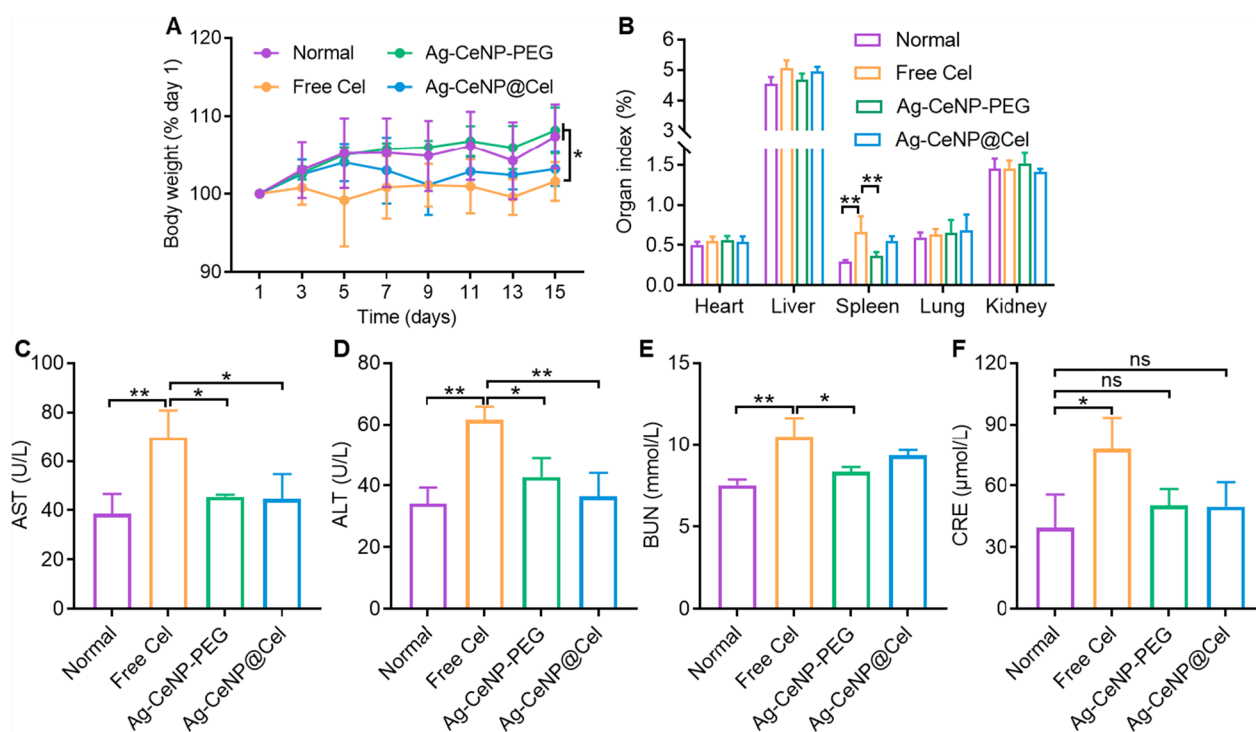 A
Body weight (% day 1)
120
110
100
90
Normal
Ag-CeNP-PEG
Free Cel
Ag-CeNP@Cel
*
1 3 5 7 9 11 13 15
Time (days)
B
Organ index (%)
6
5
4
3
1.5
1.0
0.5
0.0
Normal
Free Cel
Ag-CeNP-PEG
Ag-CeNP@Cel
** **
Heart Liver Spleen Lung Kidney
C
AST (U/L)
100
80
60
40
20
0
*
** *
Normal Free Cel Ag-CeNP-PEG Ag-CeNP@Cel
D
ALT (U/L)
80
60
40
20
0
**
** *
Normal Free Cel Ag-CeNP-PEG Ag-CeNP@Cel
E
BUN (mmol/L)
15
10
5
0
** *
Normal Free Cel Ag-CeNP-PEG Ag-CeNP@Cel
F
CRE (μmol/L)
120
90
60
30
0
ns
ns
*
Normal Free Cel Ag-CeNP-PEG Ag-CeNP@Cel